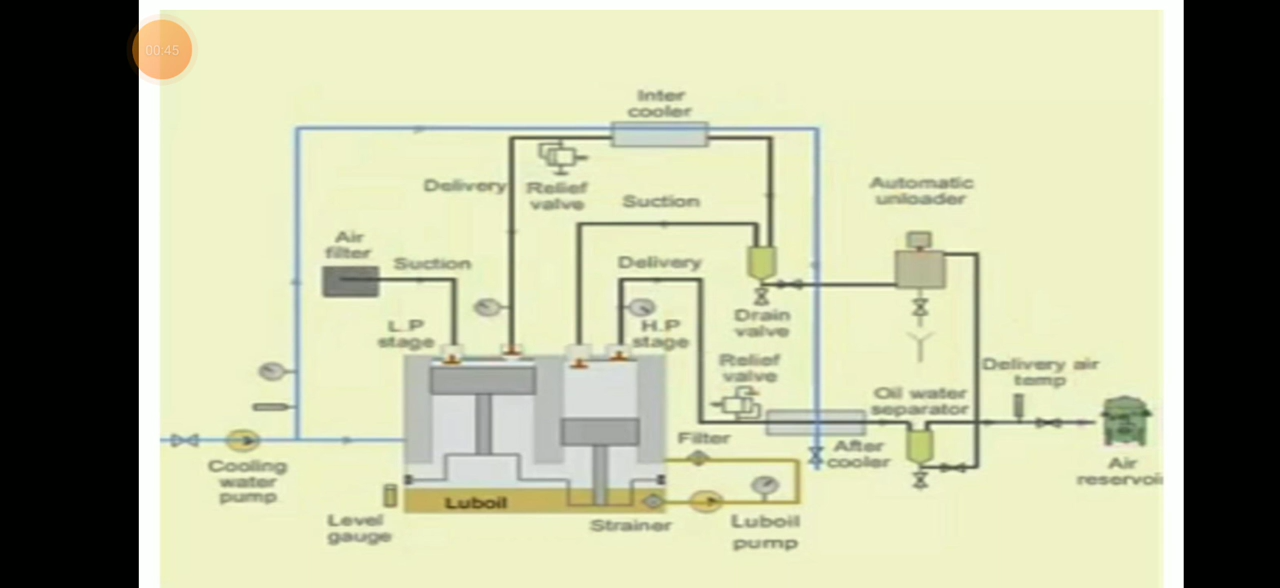 00:45
Inter
cooler
Delivery
Relief
valve
Suction
Automatic
unloader
Air
filter
Suction
Delivery
L.P
stage
H.P
stage
Drain
valve
Relief
valve
Delivery air
temp
Oil water
separator
Filter
After
cooler
Cooling
water
pump
Air
reservoi
Luboil
Level
gauge
Strainer
Luboil
pump